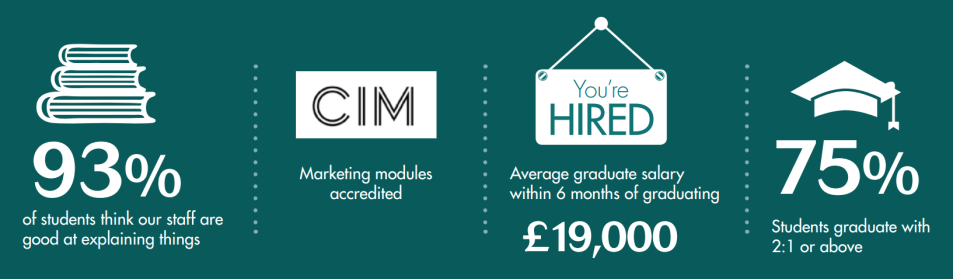 93%
of students think our staff are
good at explaining things
CIM
Marketing modules
accredited
You're
HIRED
Average graduate salary
within 6 months of graduating
£19,000
75%
Students graduate with
2:1 or above